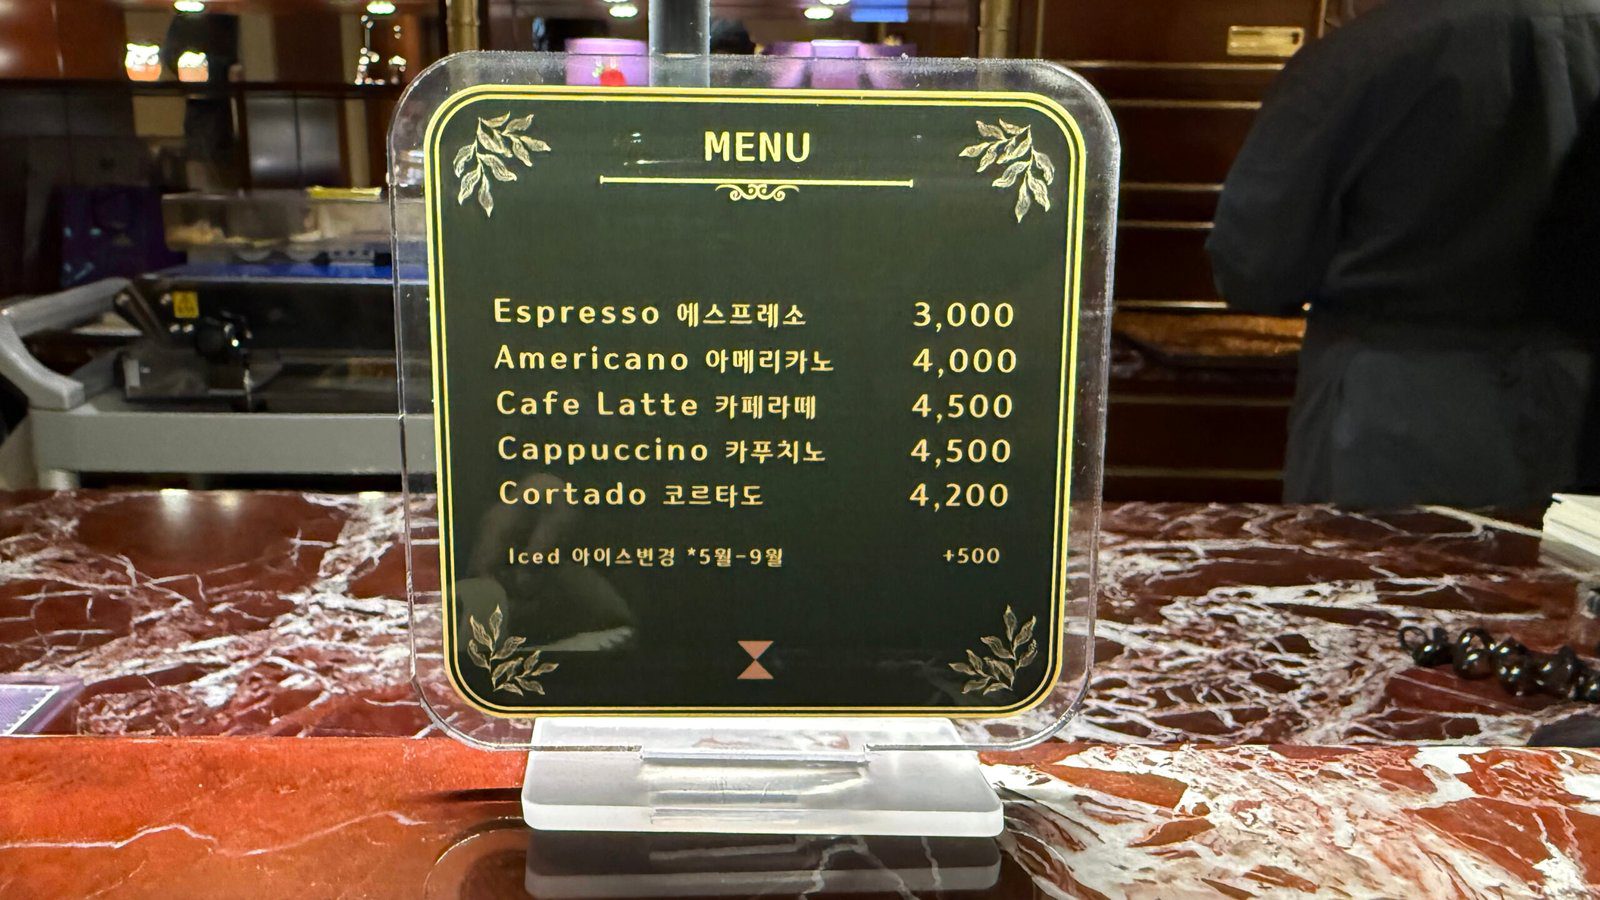 MENU
Espresso 에스프레소 3,000
Americano 아메리카노 4,000
Cafe Latte 카페라떼 4,500
Cappuccino 카푸치노 4,500
Cortado 코르타도 4,200
Iced 아이스변경 *5월-9월 +500